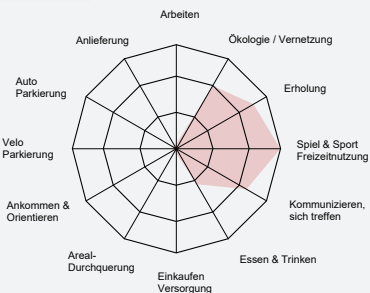 Arbeiten
Ökologie / Vernetzung
Erholung
Spiel & Sport
Freizeitnutzung
Kommunizieren,
sich treffen
Essen & Trinken
Einkaufen
Versorgung
Areal-
Durchquerung
Ankommen &
Orientieren
Velo
Parkierung
Auto
Parkierung
Anlieferung